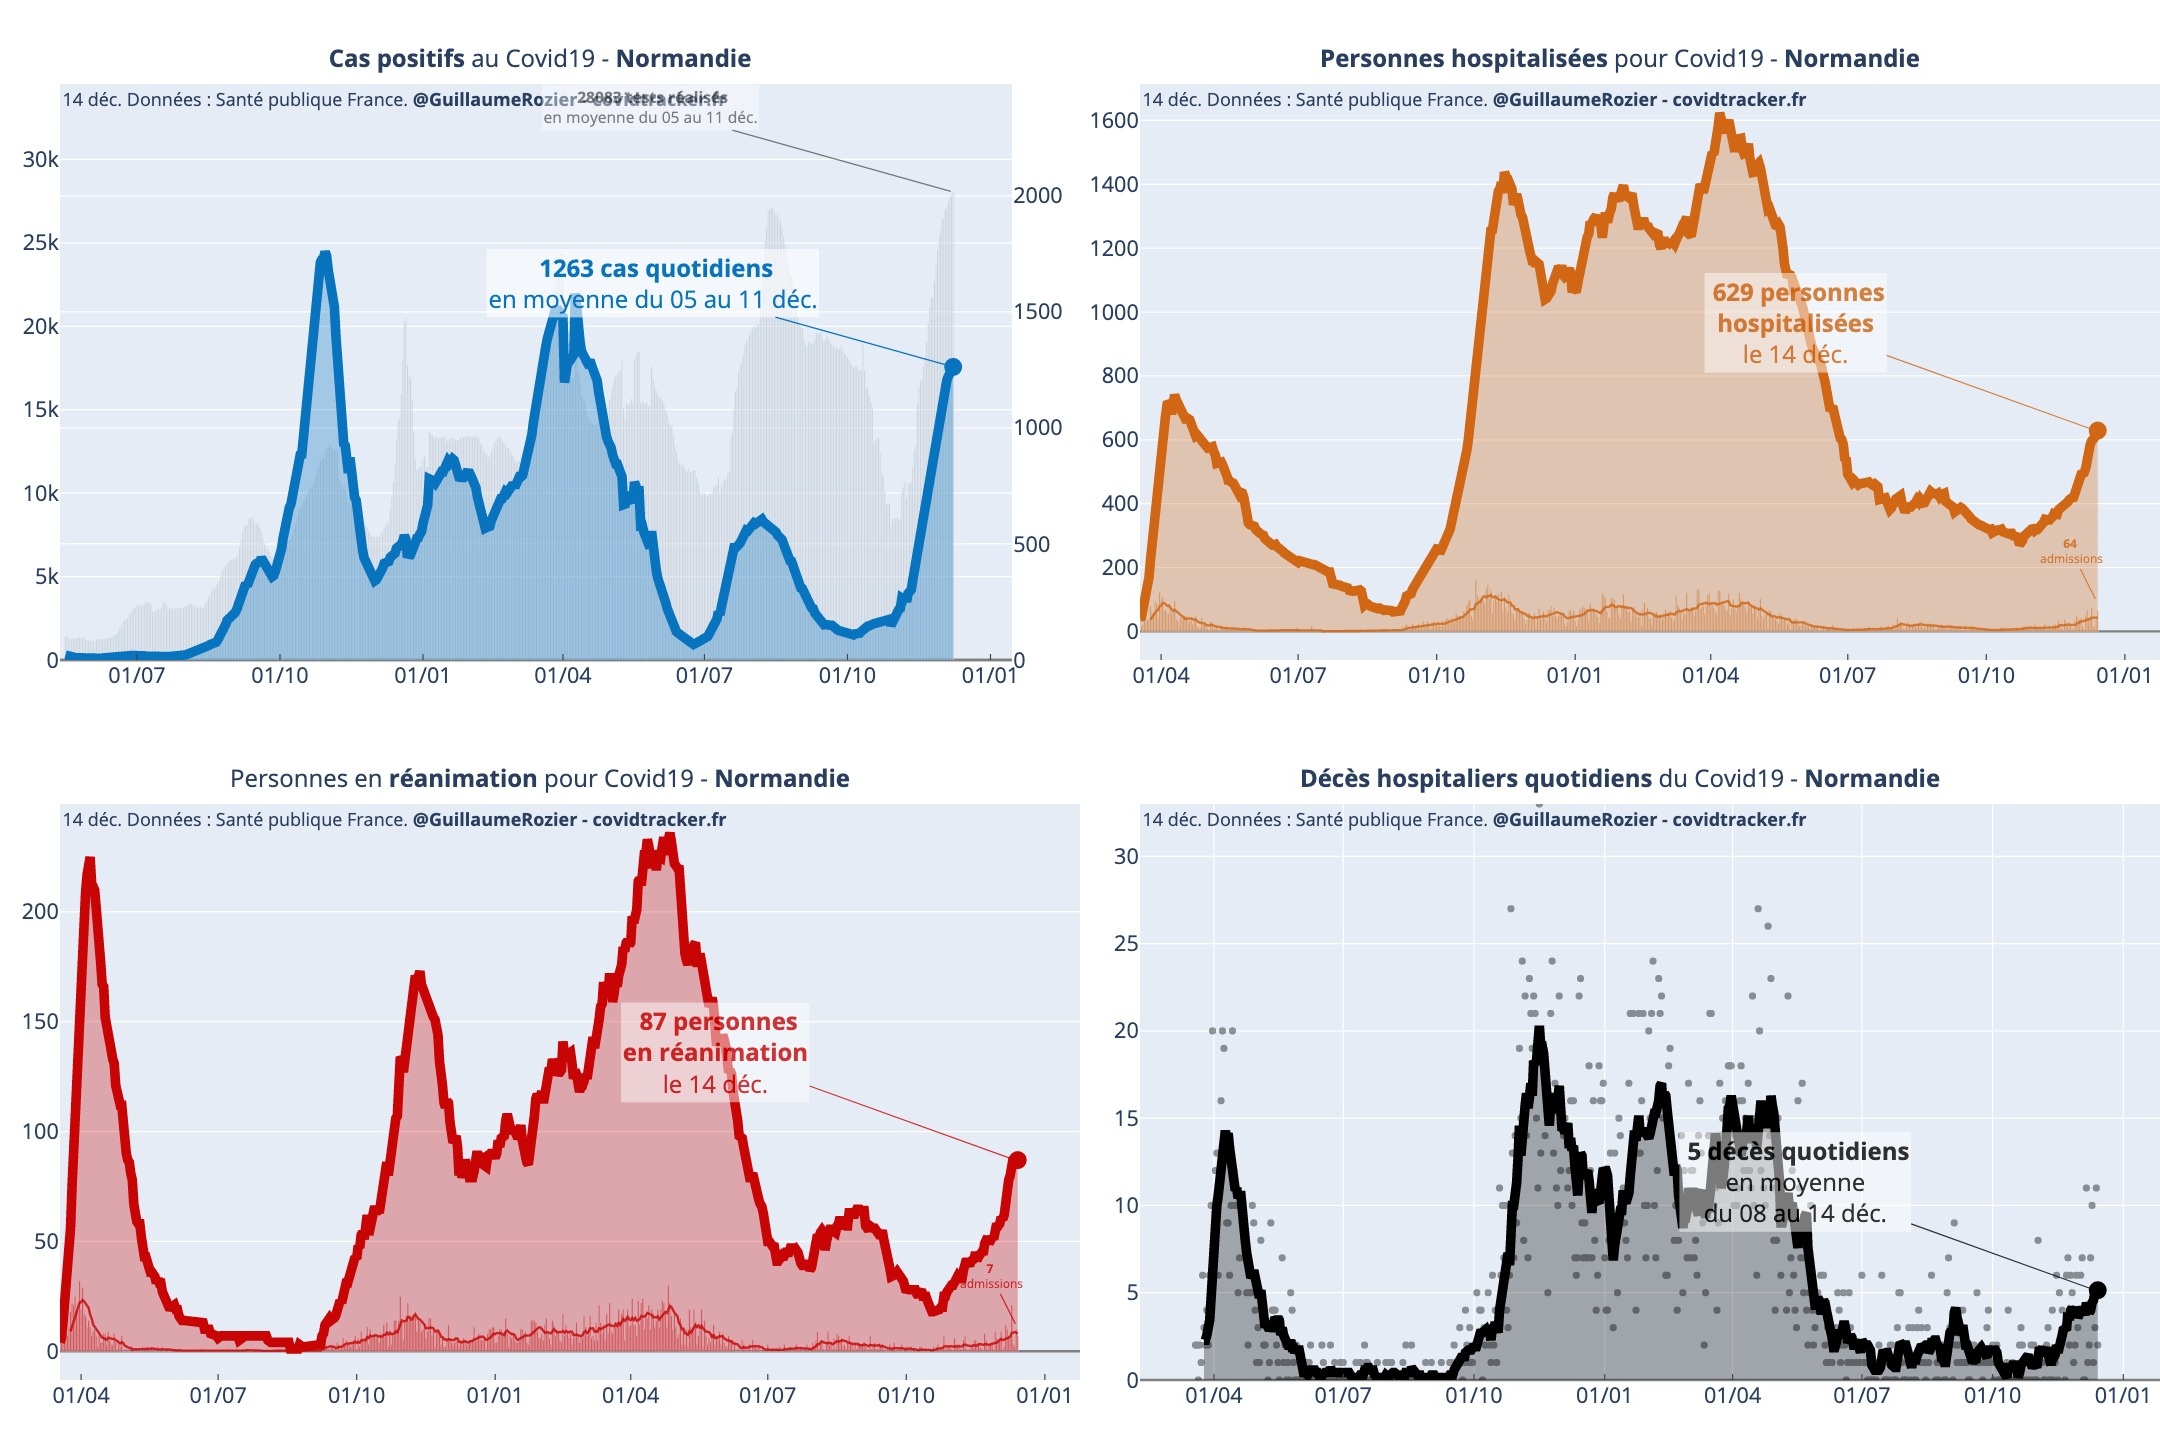 Cas positifs au Covid19 - Normandie
14 déc. Données : Santé publique France. @GuillaumeRozier - covidtracker.fr
28083 tests réalisés
en moyenne du 05 au 11 déc.
1263 cas quotidiens
en moyenne du 05 au 11 déc.
30k
25k
20k
15k
10k
5k
0
2000
1500
1000
500
0
01/07 01/10 01/01 01/04 01/07 01/10 01/01
Personnes hospitalisées pour Covid19 - Normandie
14 déc. Données : Santé publique France. @GuillaumeRozier - covidtracker.fr
1600
1400
1200
1000
800
600
400
200
0
629 personnes
hospitalisées
le 14 déc.
64
admissions
01/04 01/07 01/10 01/01 01/04 01/07 01/10 01/01
Personnes en réanimation pour Covid19 - Normandie
14 déc. Données : Santé publique France. @GuillaumeRozier - covidtracker.fr
200
150
100
50
0
87 personnes
en réanimation
le 14 déc.
7
admissions
01/04 01/07 01/10 01/01 01/04 01/07 01/10 01/01
Décès hospitaliers quotidiens du Covid19 - Normandie
14 déc. Données : Santé publique France. @GuillaumeRozier - covidtracker.fr
30
25
20
15
10
5
0
5 décès quotidiens
en moyenne
du 08 au 14 déc.
01/04 01/07 01/10 01/01 01/04 01/07 01/10 01/01